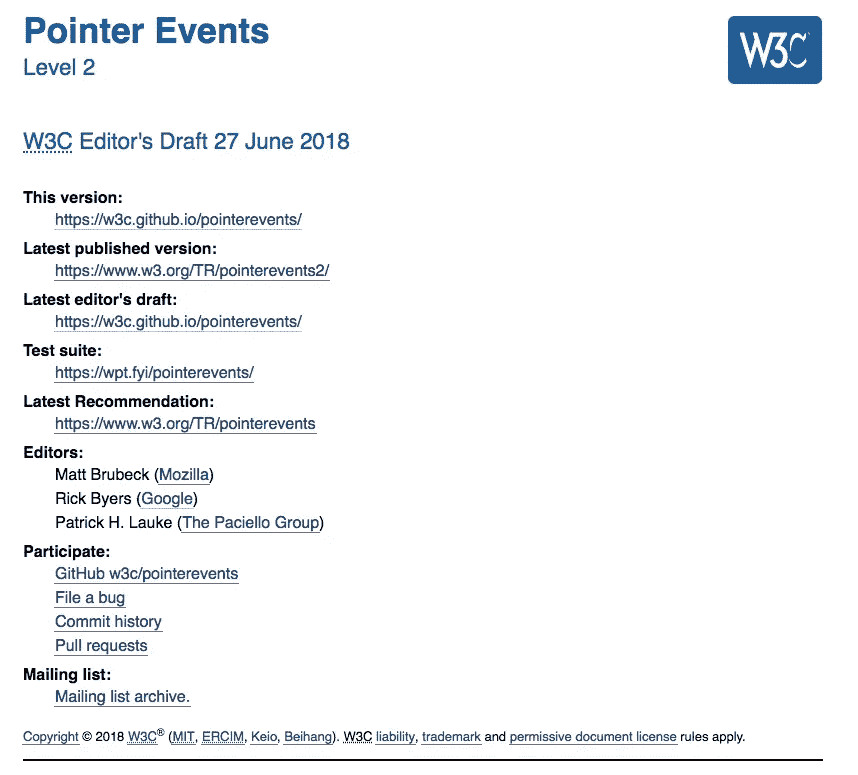 Pointer Events
Level 2
W3C
W3C Editor's Draft 27 June 2018
This version:
https://w3c.github.io/pointerevents/
Latest published version:
https://www.w3.org/TR/pointerevents2/
Latest editor's draft:
https://w3c.github.io/pointerevents/
Test suite:
https://wpt.fyi/pointerevents/
Latest Recommendation:
https://www.w3.org/TR/pointerevents
Editors:
Matt Brubeck (Mozilla)
Rick Byers (Google)
Patrick H. Lauke (The Paciello Group)
Participate:
GitHub w3c/pointerevents
File a bug
Commit history
Pull requests
Mailing list:
Mailing list archive.
Copyright © 2018 W3C® (MIT, ERCIM, Keio, Beihang). W3C liability, trademark and permissive document license rules apply.